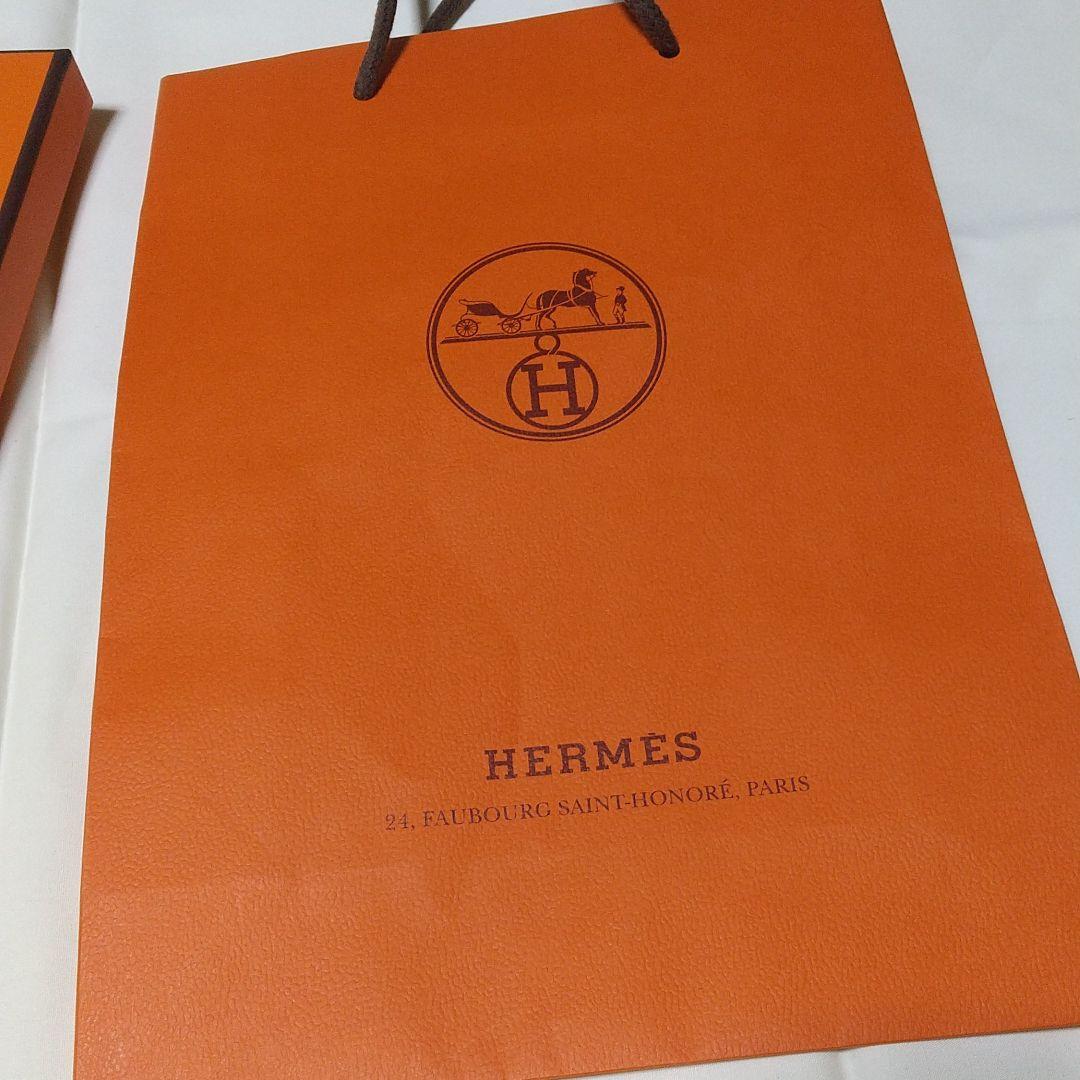 H
HERMÈS
24, FAUBOURG SAINT-HONORÉ, PARIS